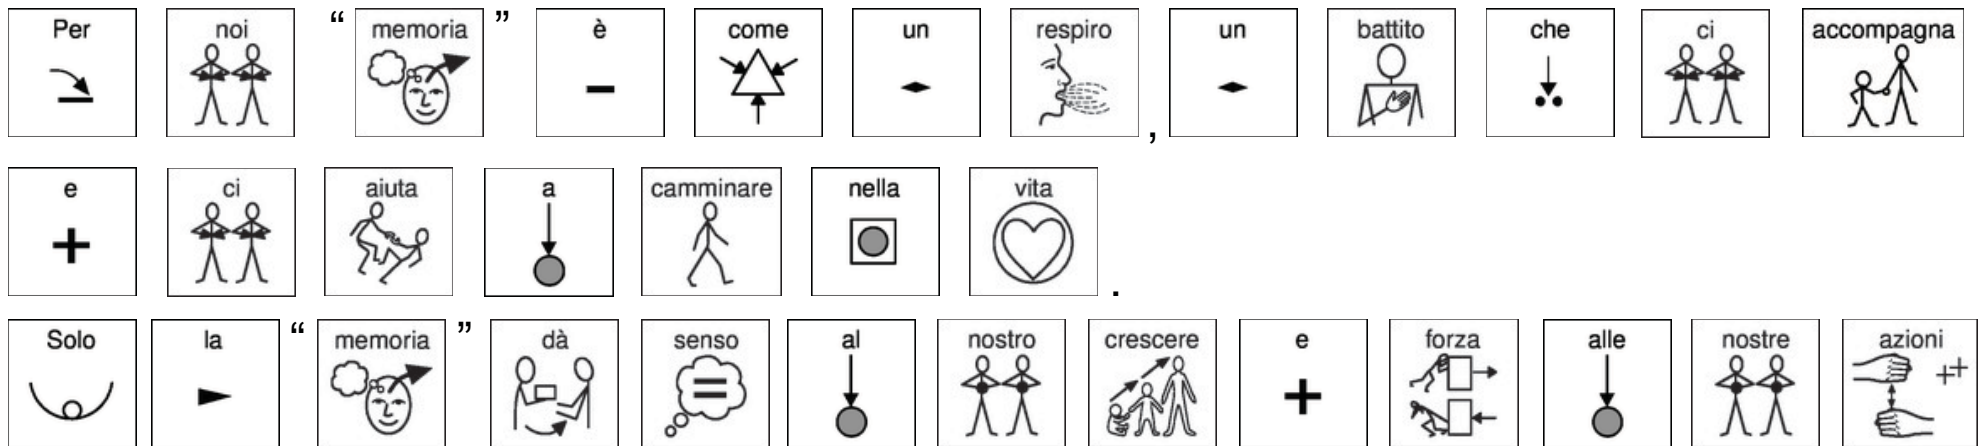 Per noi “ memoria ” è come un respiro , un battito che ci accompagna
e ci aiuta a camminare nella vita .
Solo la “ memoria ” dà senso al nostro crescere e forza alle nostre azioni